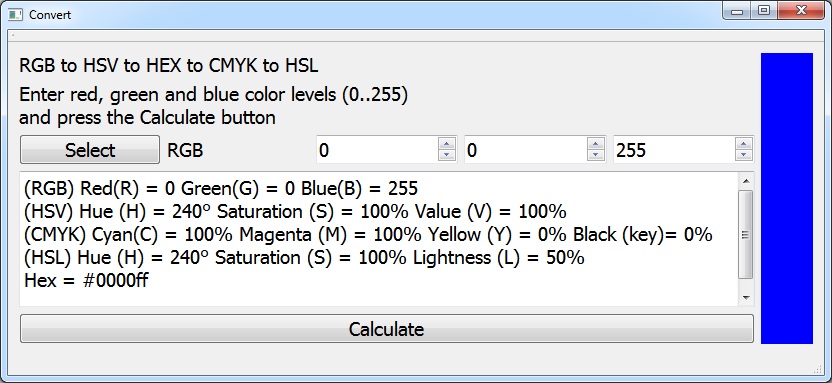 Convert
RGB to HSV to HEX to CMYK to HSL
Enter red, green and blue color levels (0..255)
and press the Calculate button
Select RGB 0 0 255
(RGB) Red(R) = 0 Green(G) = 0 Blue(B) = 255
(HSV) Hue (H) = 240º Saturation (S) = 100% Value (V) = 100%
(CMYK) Cyan(C) = 100% Magenta (M) = 100% Yellow (Y) = 0% Black (key)= 0%
(HSL) Hue (H) = 240º Saturation (S) = 100% Lightness (L) = 50%
Hex = #0000ff
Calculate